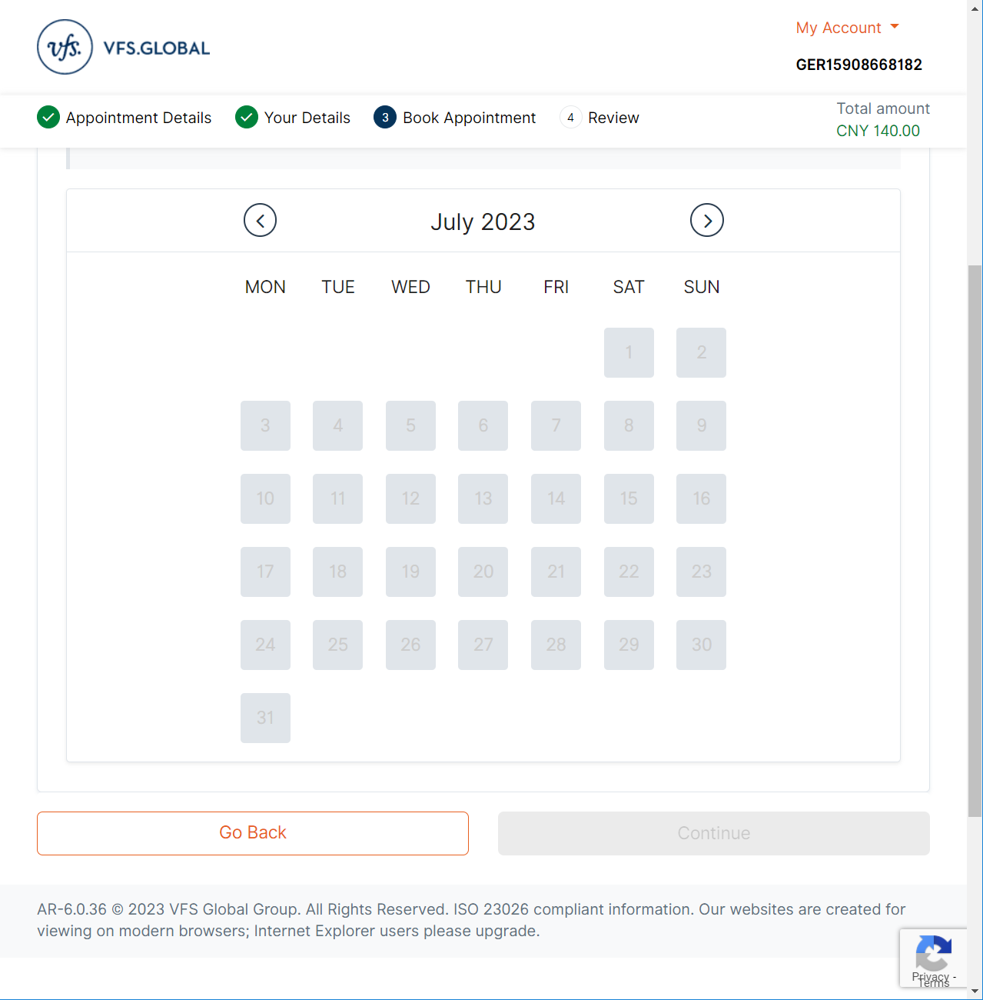 vfs. VFS.GLOBAL
My Account
GER15908668182
Appointment Details
Your Details
3 Book Appointment
4 Review
Total amount
CNY 140.00
July 2023
MON TUE WED THU FRI SAT SUN
1 2
3 4 5 6 7 8 9
10 11 12 13 14 15 16
17 18 19 20 21 22 23
24 25 26 27 28 29 30
31
Go Back
Continue
AR-6.0.36 © 2023 VFS Global Group. All Rights Reserved. ISO 23026 compliant information. Our websites are created for
viewing on modern browsers; Internet Explorer users please upgrade.
Privacy -
Terms